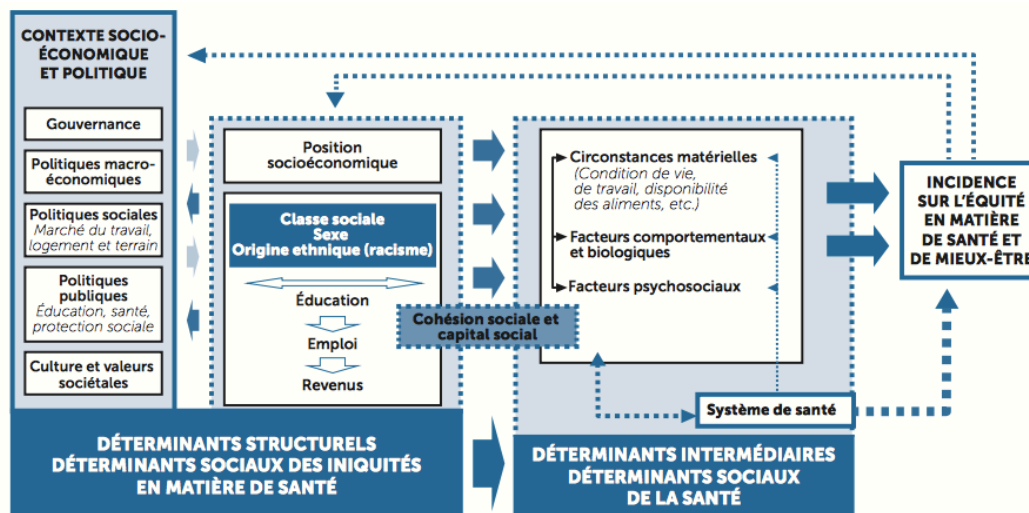 CONTEXTE SOCIO-
ÉCONOMIQUE
ET POLITIQUE
Gouvernance
Politiques macro-
économiques
Politiques sociales
Marché du travail,
logement et terrain
Politiques
publiques
Éducation, santé,
protection sociale
Culture et valeurs
sociétales
Position
socioéconomique
Classe sociale
Sexe
Origine ethnique (racisme)
Éducation
Emploi
Revenus
Cohésion sociale et
capital social
Circonstances matérielles
(Condition de vie,
de travail, disponibilité
des aliments, etc.)
Facteurs comportementaux
et biologiques
Facteurs psychosociaux
Système de santé
INCIDENCE
SUR L'ÉQUITÉ
EN MATIÈRE
DE SANTÉ ET
DE MIEUX-ÊTRE
DÉTERMINANTS STRUCTURELS
DÉTERMINANTS SOCIAUX DES INIQUITÉS
EN MATIÈRE DE SANTÉ
DÉTERMINANTS INTERMÉDIAIRES
DÉTERMINANTS SOCIAUX
DE LA SANTÉ